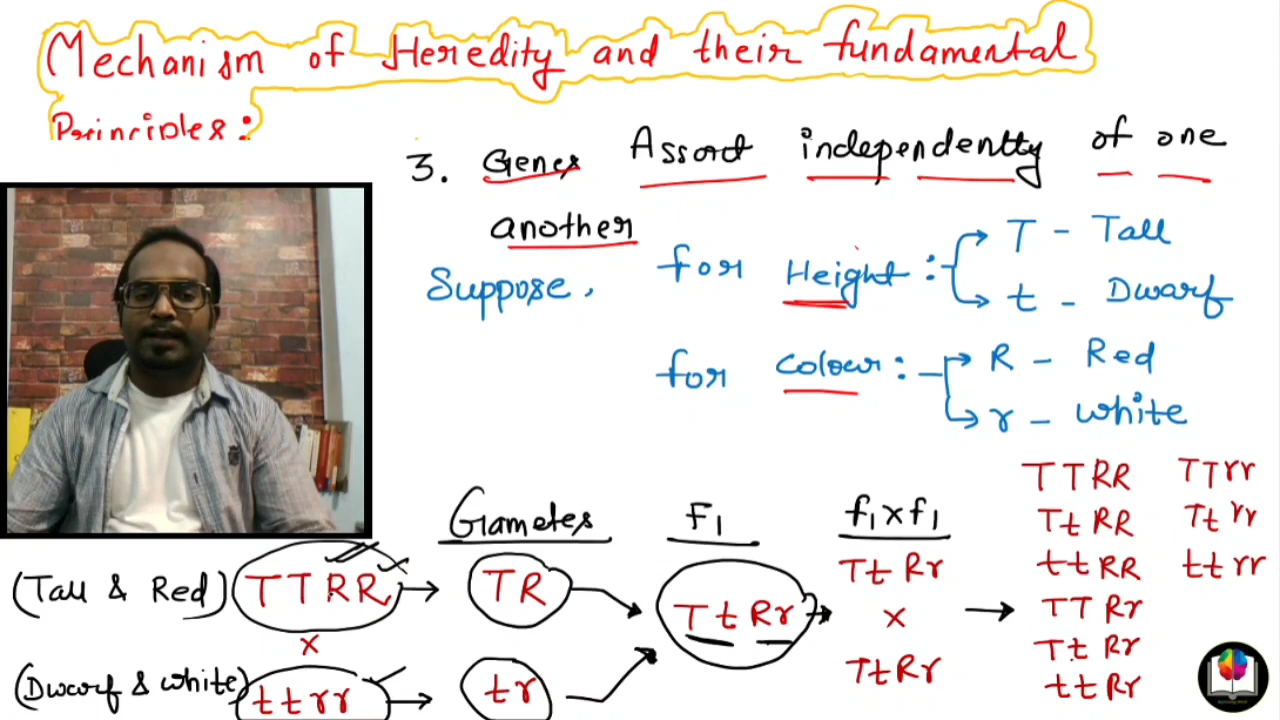 Mechanism of Heredity and their fundamental
Principles:
3. Genes Assort independently of one
another
Suppose,
for Height: T - Tall
t - Dwarf
for Colour: R - Red
r - white
Gametes F1 f1xf1
(Tall & Red) TTRR TR
x
(Dwarf & white) ttrr tr
TtRr
TtRr
x
TtRr
TTRR TTrr
TtRR Ttrr
ttRR ttrr
TTRr
TtRr
ttRr